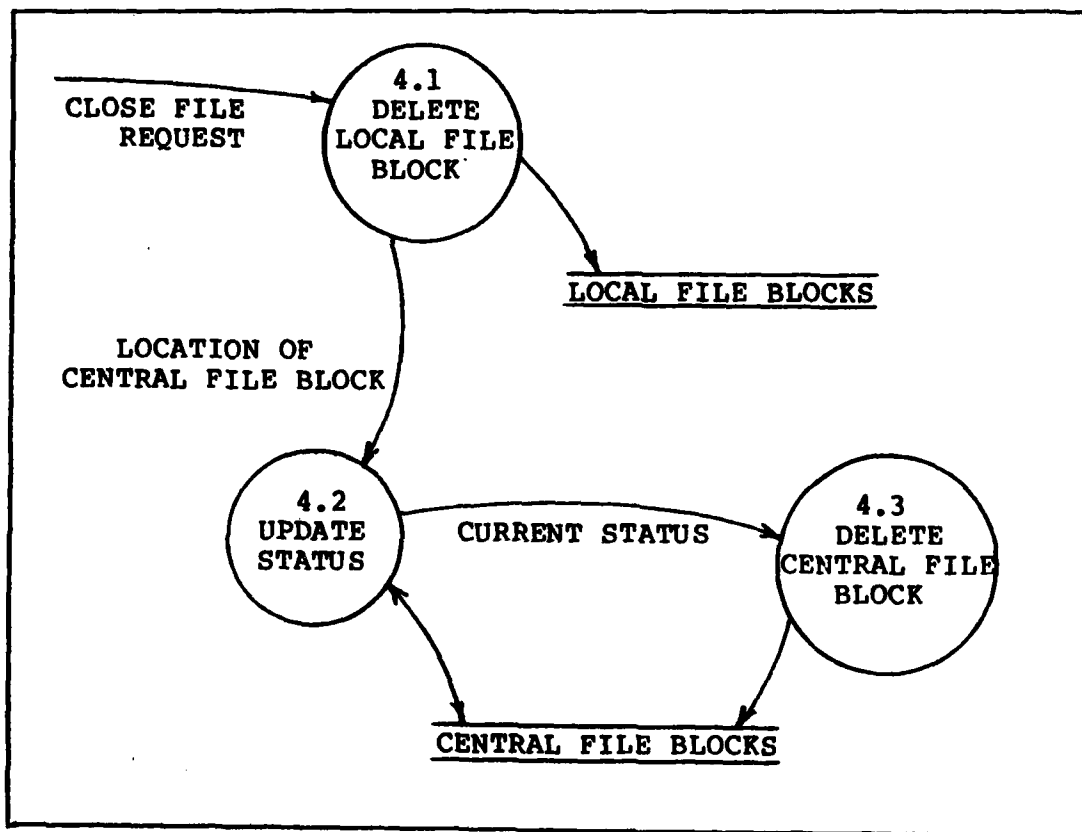 4.1
DELETE
LOCAL FILE
BLOCK
CLOSE FILE
REQUEST
LOCAL FILE BLOCKS
LOCATION OF
CENTRAL FILE BLOCK
4.2
UPDATE
STATUS
CURRENT STATUS
4.3
DELETE
CENTRAL FILE
BLOCK
CENTRAL FILE BLOCKS